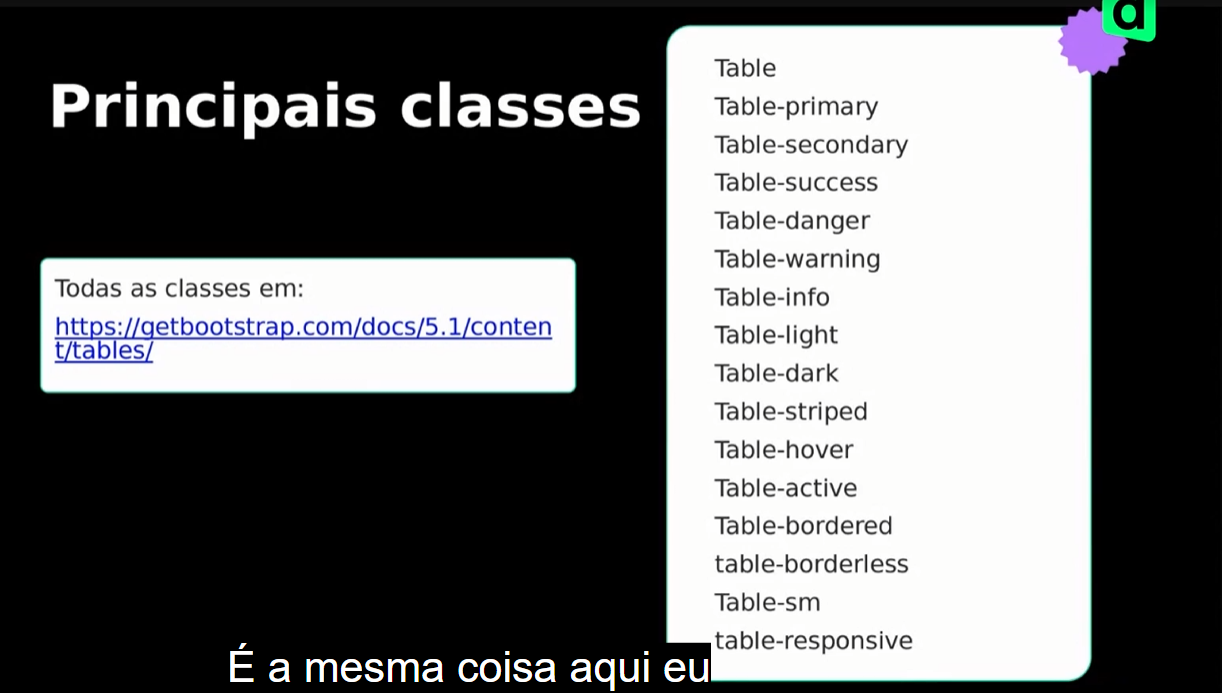 Principais classes
Todas as classes em:
https://getbootstrap.com/docs/5.1/conten
t/tables/
Table
Table-primary
Table-secondary
Table-success
Table-danger
Table-warning
Table-info
Table-light
Table-dark
Table-striped
Table-hover
Table-active
Table-bordered
table-borderless
Table-sm
table-responsive
a
É a mesma coisa aqui eu